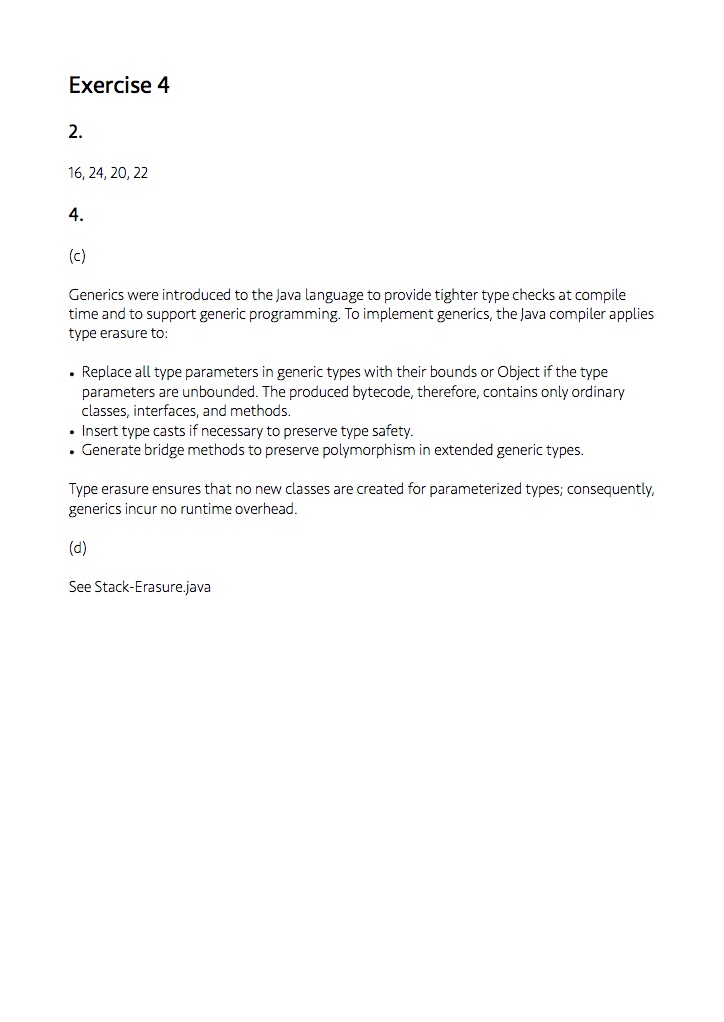 Exercise 4
2.
16, 24, 20, 22
4.
(c)
Generics were introduced to the Java language to provide tighter type checks at compile
time and to support generic programming. To implement generics, the Java compiler applies
type erasure to:
• Replace all type parameters in generic types with their bounds or Object if the type
parameters are unbounded. The produced bytecode, therefore, contains only ordinary
classes, interfaces, and methods.
• Insert type casts if necessary to preserve type safety.
• Generate bridge methods to preserve polymorphism in extended generic types.
Type erasure ensures that no new classes are created for parameterized types; consequently,
generics incur no runtime overhead.
(d)
See Stack-Erasure.java